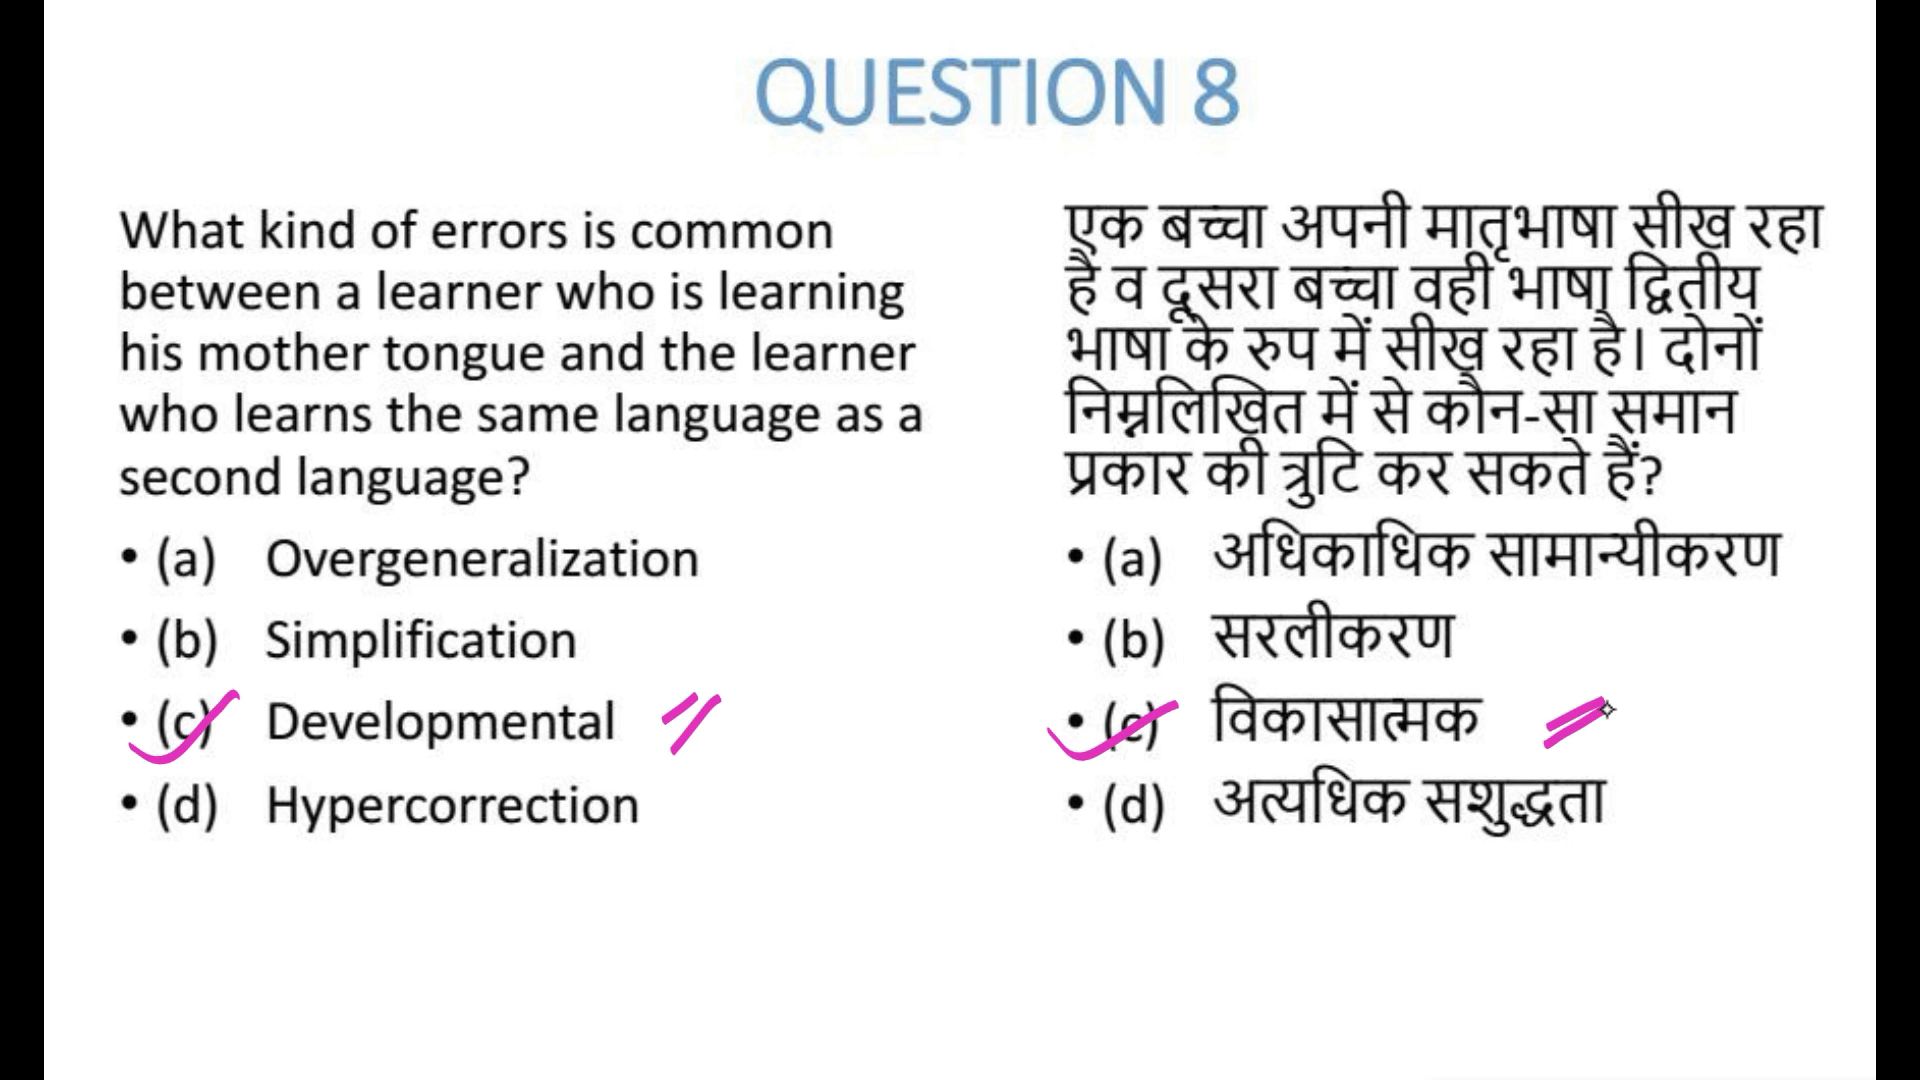 QUESTION 8
What kind of errors is common
between a learner who is learning
his mother tongue and the learner
who learns the same language as a
second language?
• (a) Overgeneralization
• (b) Simplification
• (c) Developmental
• (d) Hypercorrection
एक बच्चा अपनी मातृभाषा सीख रहा
है व दूसरा बच्चा वही भाषा द्वितीय
भाषा के रुप में सीख रहा है। दोनों
निम्नलिखित में से कौन-सा समान
प्रकार की त्रुटि कर सकते हैं?
• (a) अधिकाधिक सामान्यीकरण
• (b) सरलीकरण
• (c) विकासात्मक
• (d) अत्यधिक सशुद्धता